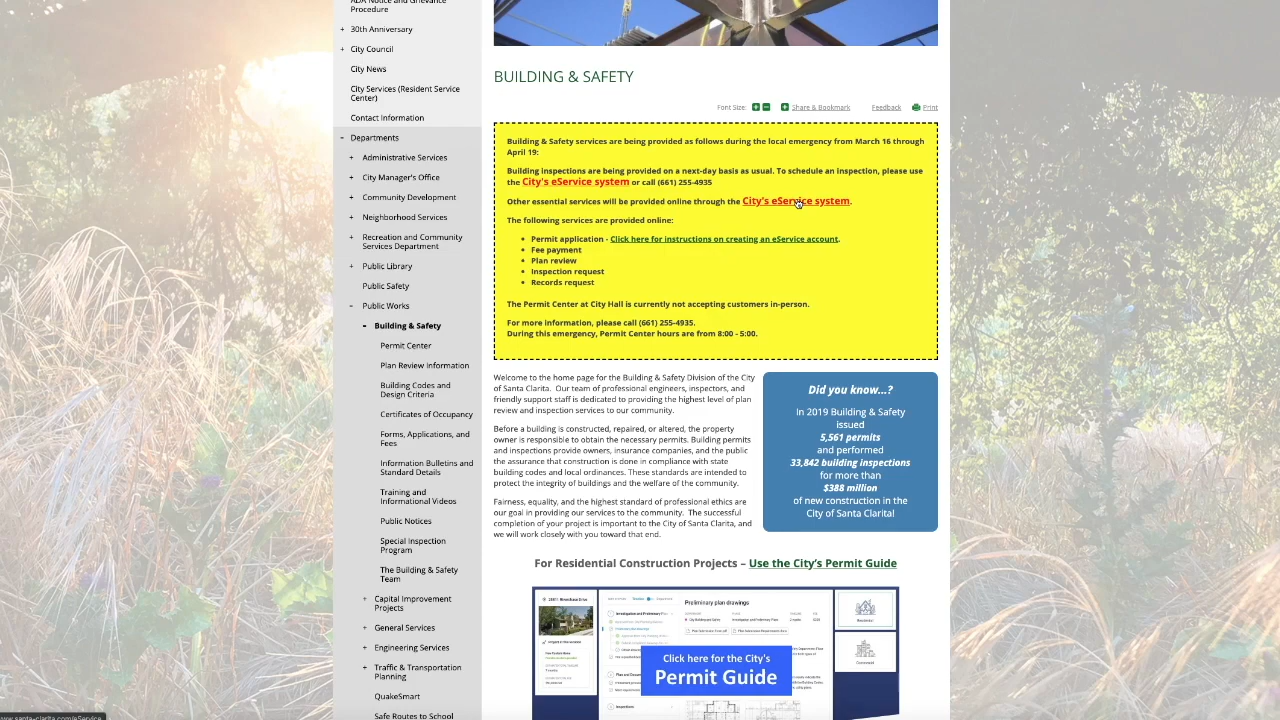 ADA Notice and Grievance
Procedure
30th Anniversary
City Council
City News
City Services (Resident Service
Center)
Contact Information
Departments
Administrative Services
City Manager's Office
Community Development
Neighborhood Services
Recreation and Community
Services Department
Public Library
Public Safety
Public Works
Building & Safety
Permit Center
Plan Review Information
Building Codes and
Design Criteria
Certificates of Occupancy
Forms, Applications, and
Fees
Information Bulletins and
Standard Details
Training and
Informational Videos
Public Notices
Special Inspection
Program
The Building & Safety
Team
Capital Improvement
Projects
General Services
Engineering Services
Traffic & Transportation
Planning
QuakeSmart
Safe Routes to School
www.santa-clarita.com/eService
BUILDING & SAFETY
Font Size: + - + Share & Bookmark Feedback Print
Building & Safety services are being provided as follows during the local emergency from March 16 through
April 19:
Building inspections are being provided on a next-day basis as usual. To schedule an inspection, please use
the City's eService system or call (661) 255-4935
Other essential services will be provided online through the City's eService system.
The following services are provided online:
• Permit application - Click here for instructions on creating an eService account.
• Fee payment
• Plan review
• Inspection request
• Records request
The Permit Center at City Hall is currently not accepting customers in-person.
For more information, please call (661) 255-4935.
During this emergency, Permit Center hours are from 8:00 - 5:00.
Welcome to the home page for the Building & Safety Division of the City
of Santa Clarita. Our team of professional engineers, inspectors, and
friendly support staff is dedicated to providing the highest level of plan
review and inspection services to our community.
Before a building is constructed, repaired, or altered, the property
owner is responsible to obtain the necessary permits. Building permits
and inspections provide owners, insurance companies, and the public
the assurance that construction is done in compliance with state
building codes and local ordinances. These standards are intended to
protect the integrity of buildings and the welfare of the community.
Fairness, equality, and the highest standard of professional ethics are
our goal in providing our services to the community. The successful
completion of your project is important to the City of Santa Clarita, and
we will work closely with you toward that end.
Did you know...?
In 2019 Building & Safety
issued
5,561 permits
and performed
33,842 building inspections
for more than
$388 million
of new construction in the
City of Santa Clarita!
For Residential Construction Projects – Use the City's Permit Guide
Preliminary plan drawings
Click here for the City's
Permit Guide
Residential
Commercial
Inspections